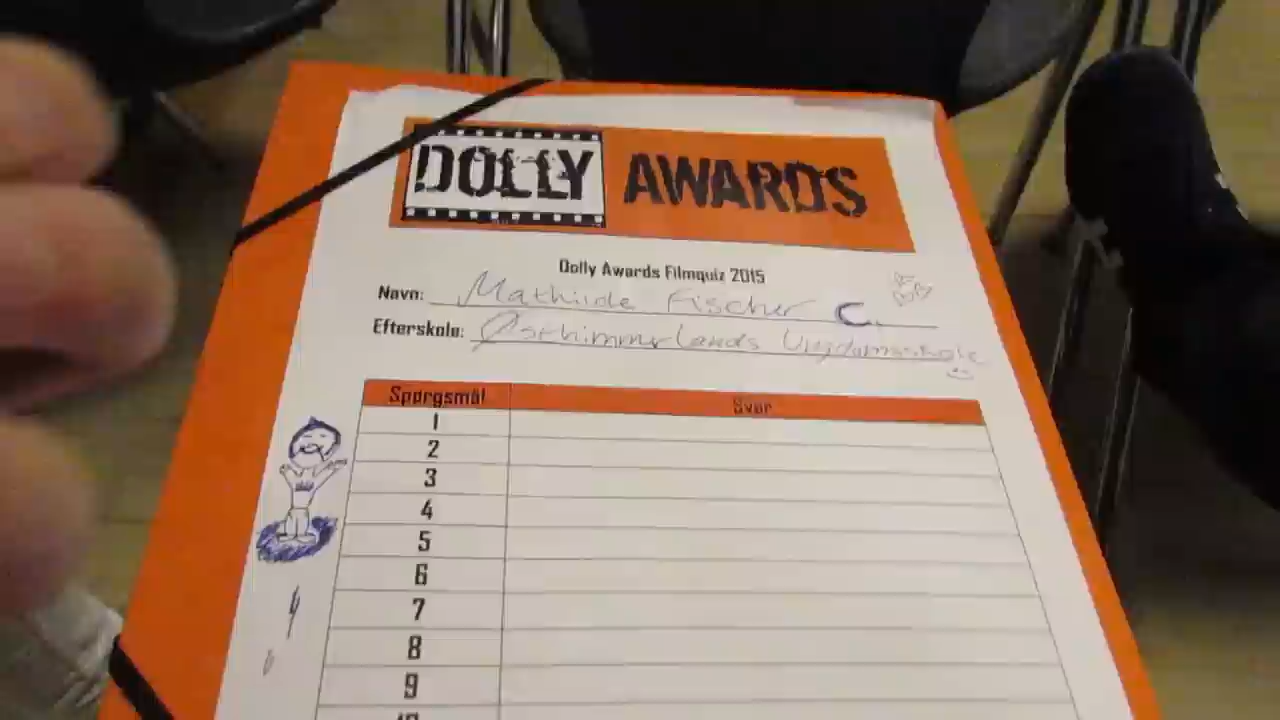 DOLLY AWARDS
Dolly Awards Filmquiz 2015
Navn: Mathilde Fischer C.
Efterskole: Østhimmerlands Ungdomsskole
Spørgsmål Svar
1
2
3
4
5
6
7
8
9
10